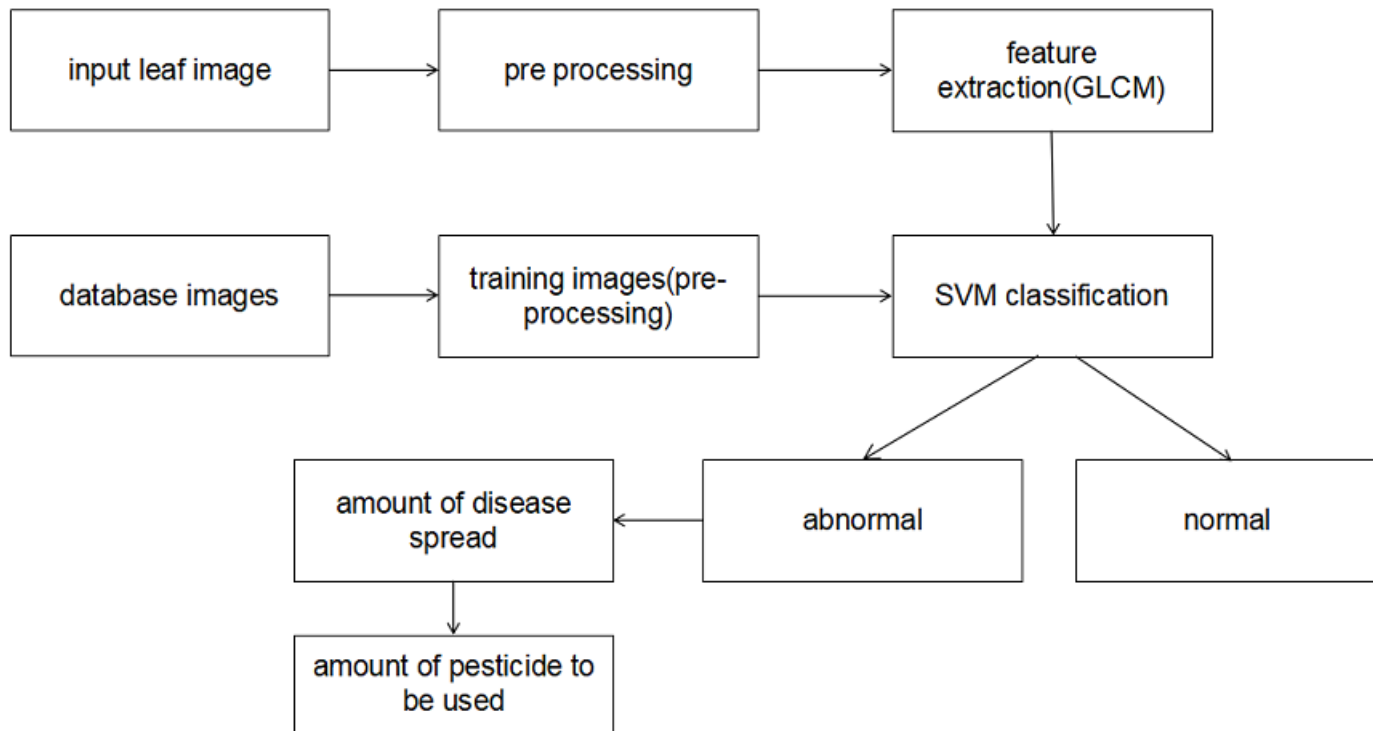 input leaf image
pre processing
feature
extraction(GLCM)
database images
training images(pre-
processing)
SVM classification
amount of disease
spread
abnormal
normal
amount of pesticide to
be used